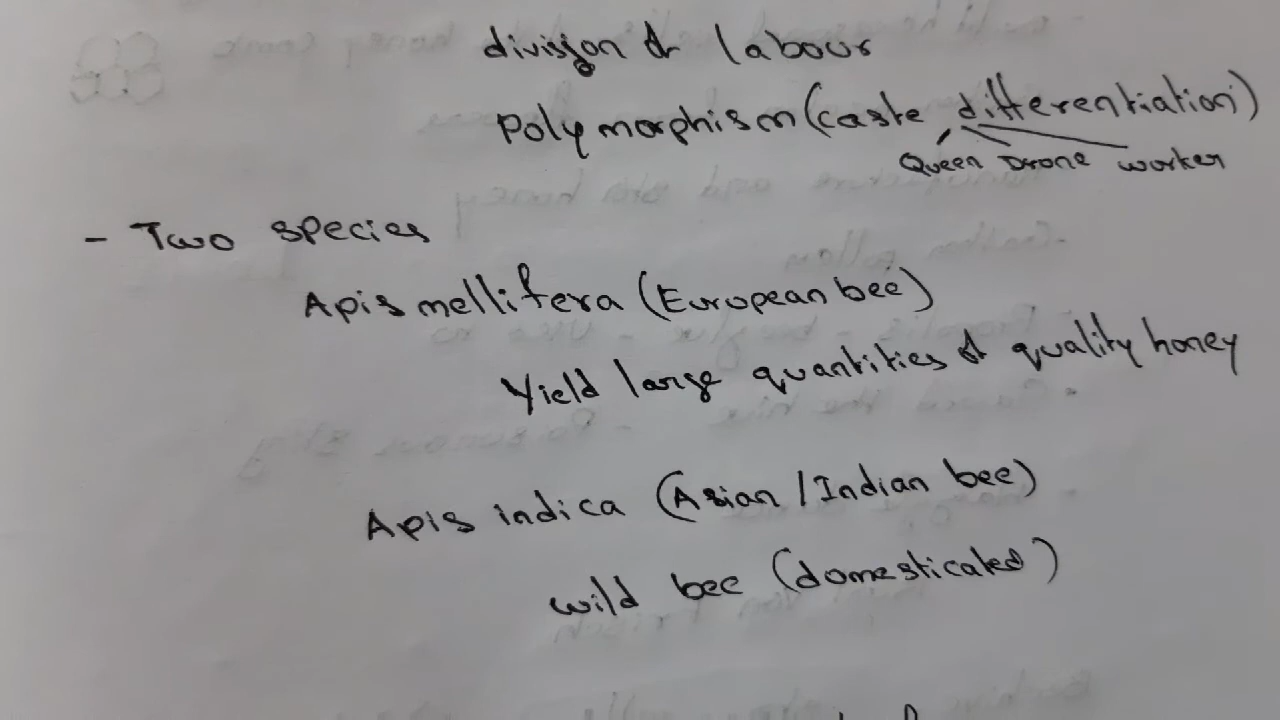 division of labour
Polymorphism (caste differentiation)
Queen Drone worker
- Two species
Apis mellifera (European bee)
Yield large quantities of quality honey
Apis indica (Asian / Indian bee)
wild bee (domesticated)